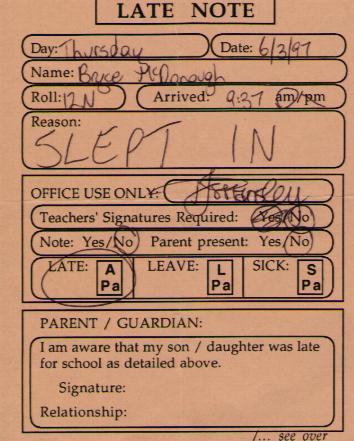 LATE NOTE
Day: Thursday Date: 6/3/97
Name: Bryce McDonough
Roll: 12N Arrived: 9:37 am/pm
Reason:
SLEPT IN
OFFICE USE ONLY:
Teachers' Signatures Required: Yes/No
Note: Yes/No Parent present: Yes/No
LATE: A Pa LEAVE: L Pa SICK: S Pa
PARENT / GUARDIAN:
I am aware that my son / daughter was late
for school as detailed above.
Signature:
Relationship:
/... see over